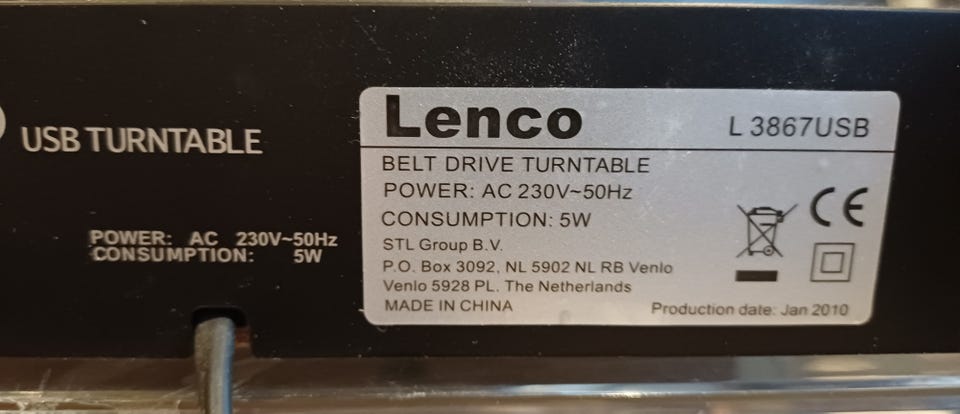 USB TURNTABLE
POWER: AC 230V~50Hz
CONSUMPTION: 5W
Lenco
L 3867USB
BELT DRIVE TURNTABLE
POWER: AC 230V~50Hz
CONSUMPTION: 5W
STL Group B.V.
P.O. Box 3092, NL 5902 NL RB Venlo
Venlo 5928 PL. The Netherlands
MADE IN CHINA
CE
Production date: Jan 2010